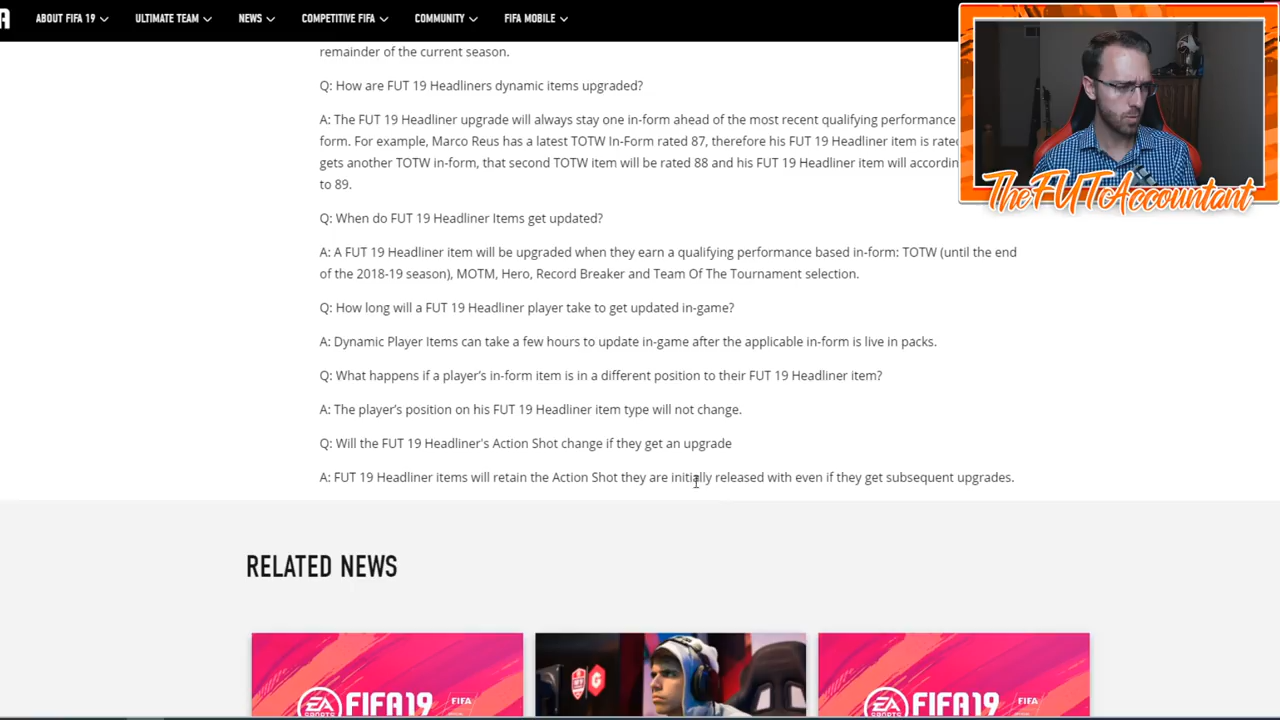 ABOUT FIFA 19 ULTIMATE TEAM NEWS COMPETITIVE FIFA COMMUNITY FIFA MOBILE
remainder of the current season.
Q: How are FUT 19 Headliners dynamic items upgraded?
A: The FUT 19 Headliner upgrade will always stay one in-form ahead of the most recent qualifying performance
form. For example, Marco Reus has a latest TOTW In-Form rated 87, therefore his FUT 19 Headliner item is
gets another TOTW in-form, that second TOTW item will be rated 88 and his FUT 19 Headliner item will
to 89.
TheFUTAccountant
Q: When do FUT 19 Headliner Items get updated?
A: A FUT 19 Headliner item will be upgraded when they earn a qualifying performance based in-form: TOTW (until the end
of the 2018-19 season), MOTM, Hero, Record Breaker and Team Of The Tournament selection.
Q: How long will a FUT 19 Headliner player take to get updated in-game?
A: Dynamic Player Items can take a few hours to update in-game after the applicable in-form is live in packs.
Q: What happens if a player's in-form item is in a different position to their FUT 19 Headliner item?
A: The player's position on his FUT 19 Headliner item type will not change.
Q: Will the FUT 19 Headliner's Action Shot change if they get an upgrade
A: FUT 19 Headliner items will retain the Action Shot they are initially released with even if they get subsequent upgrades.
RELATED NEWS
EA SPORTS FIFA19 FIFA
EA SPORTS FIFA19 FIFA